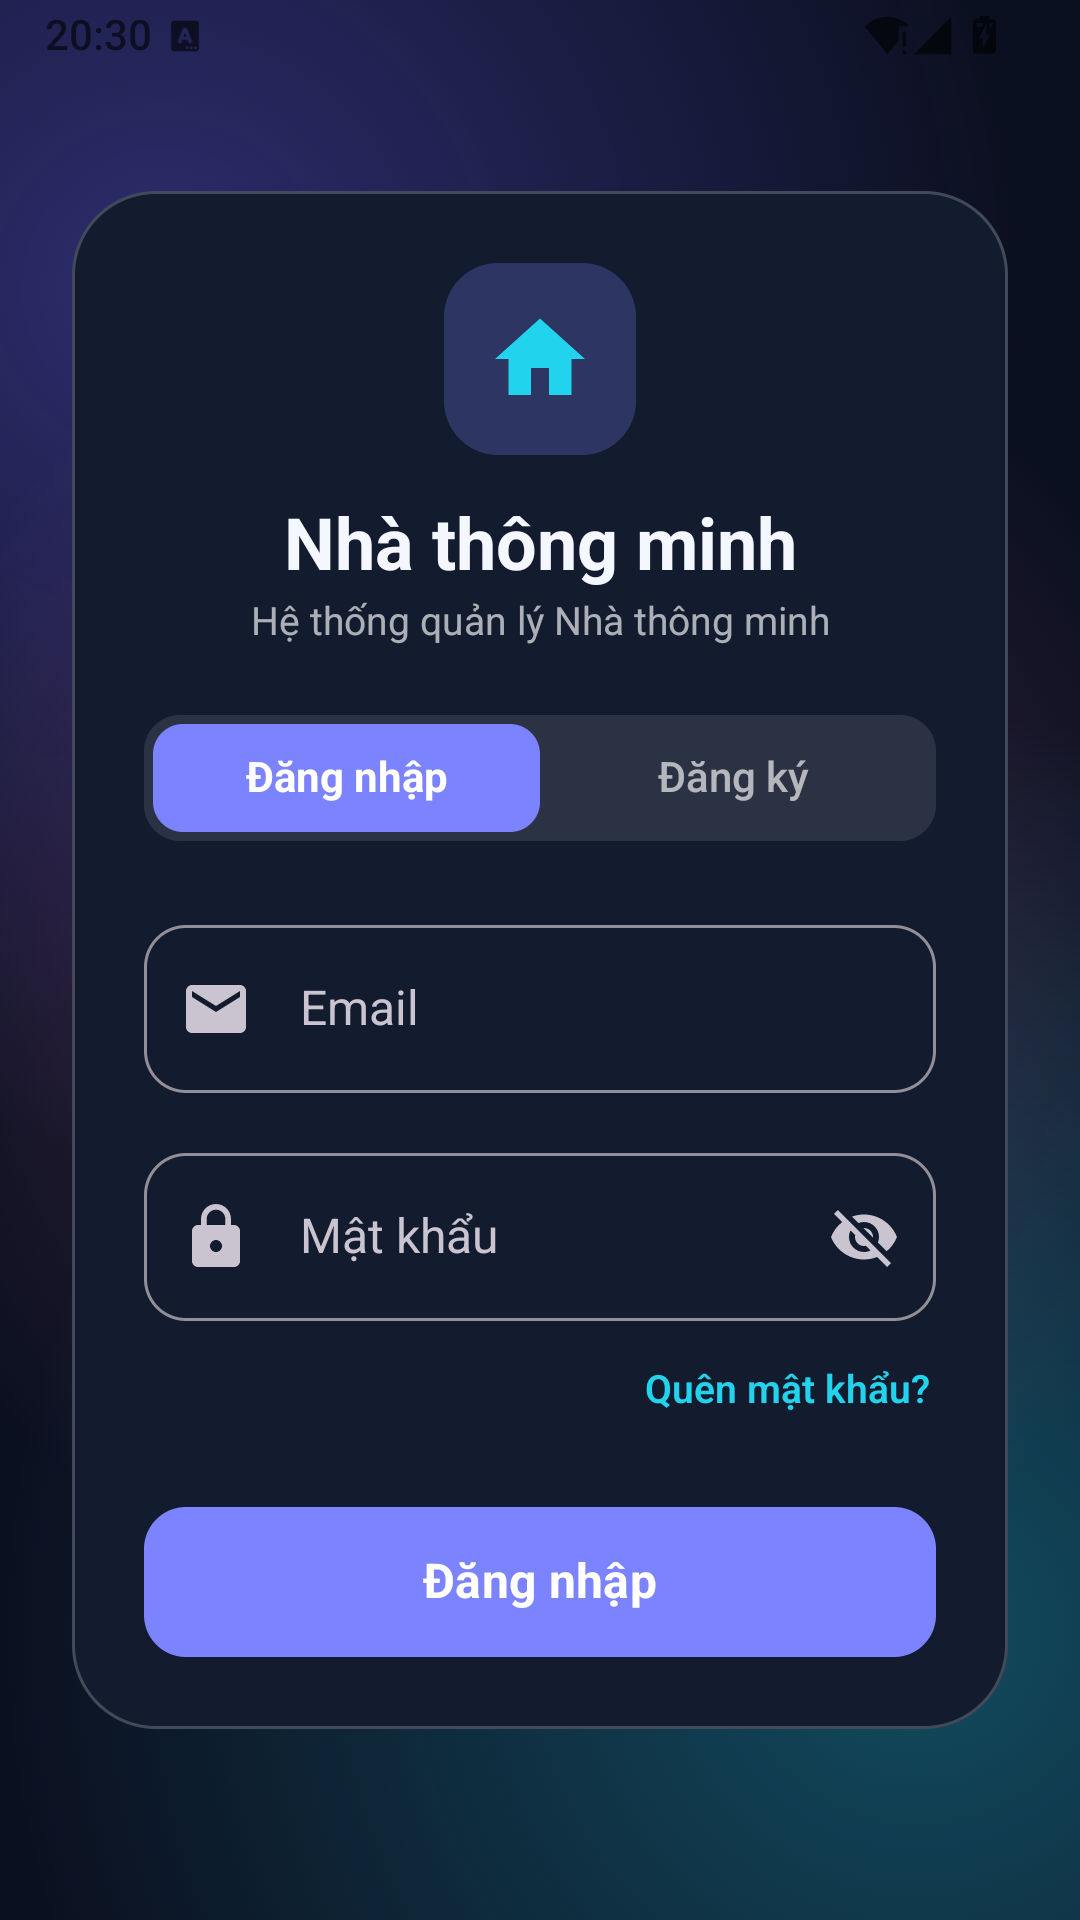 20:30
Nhà thông minh
Hệ thống quản lý Nhà thông minh
Đăng nhập
Đăng ký
Email
Mật khẩu
Quên mật khẩu?
Đăng nhập